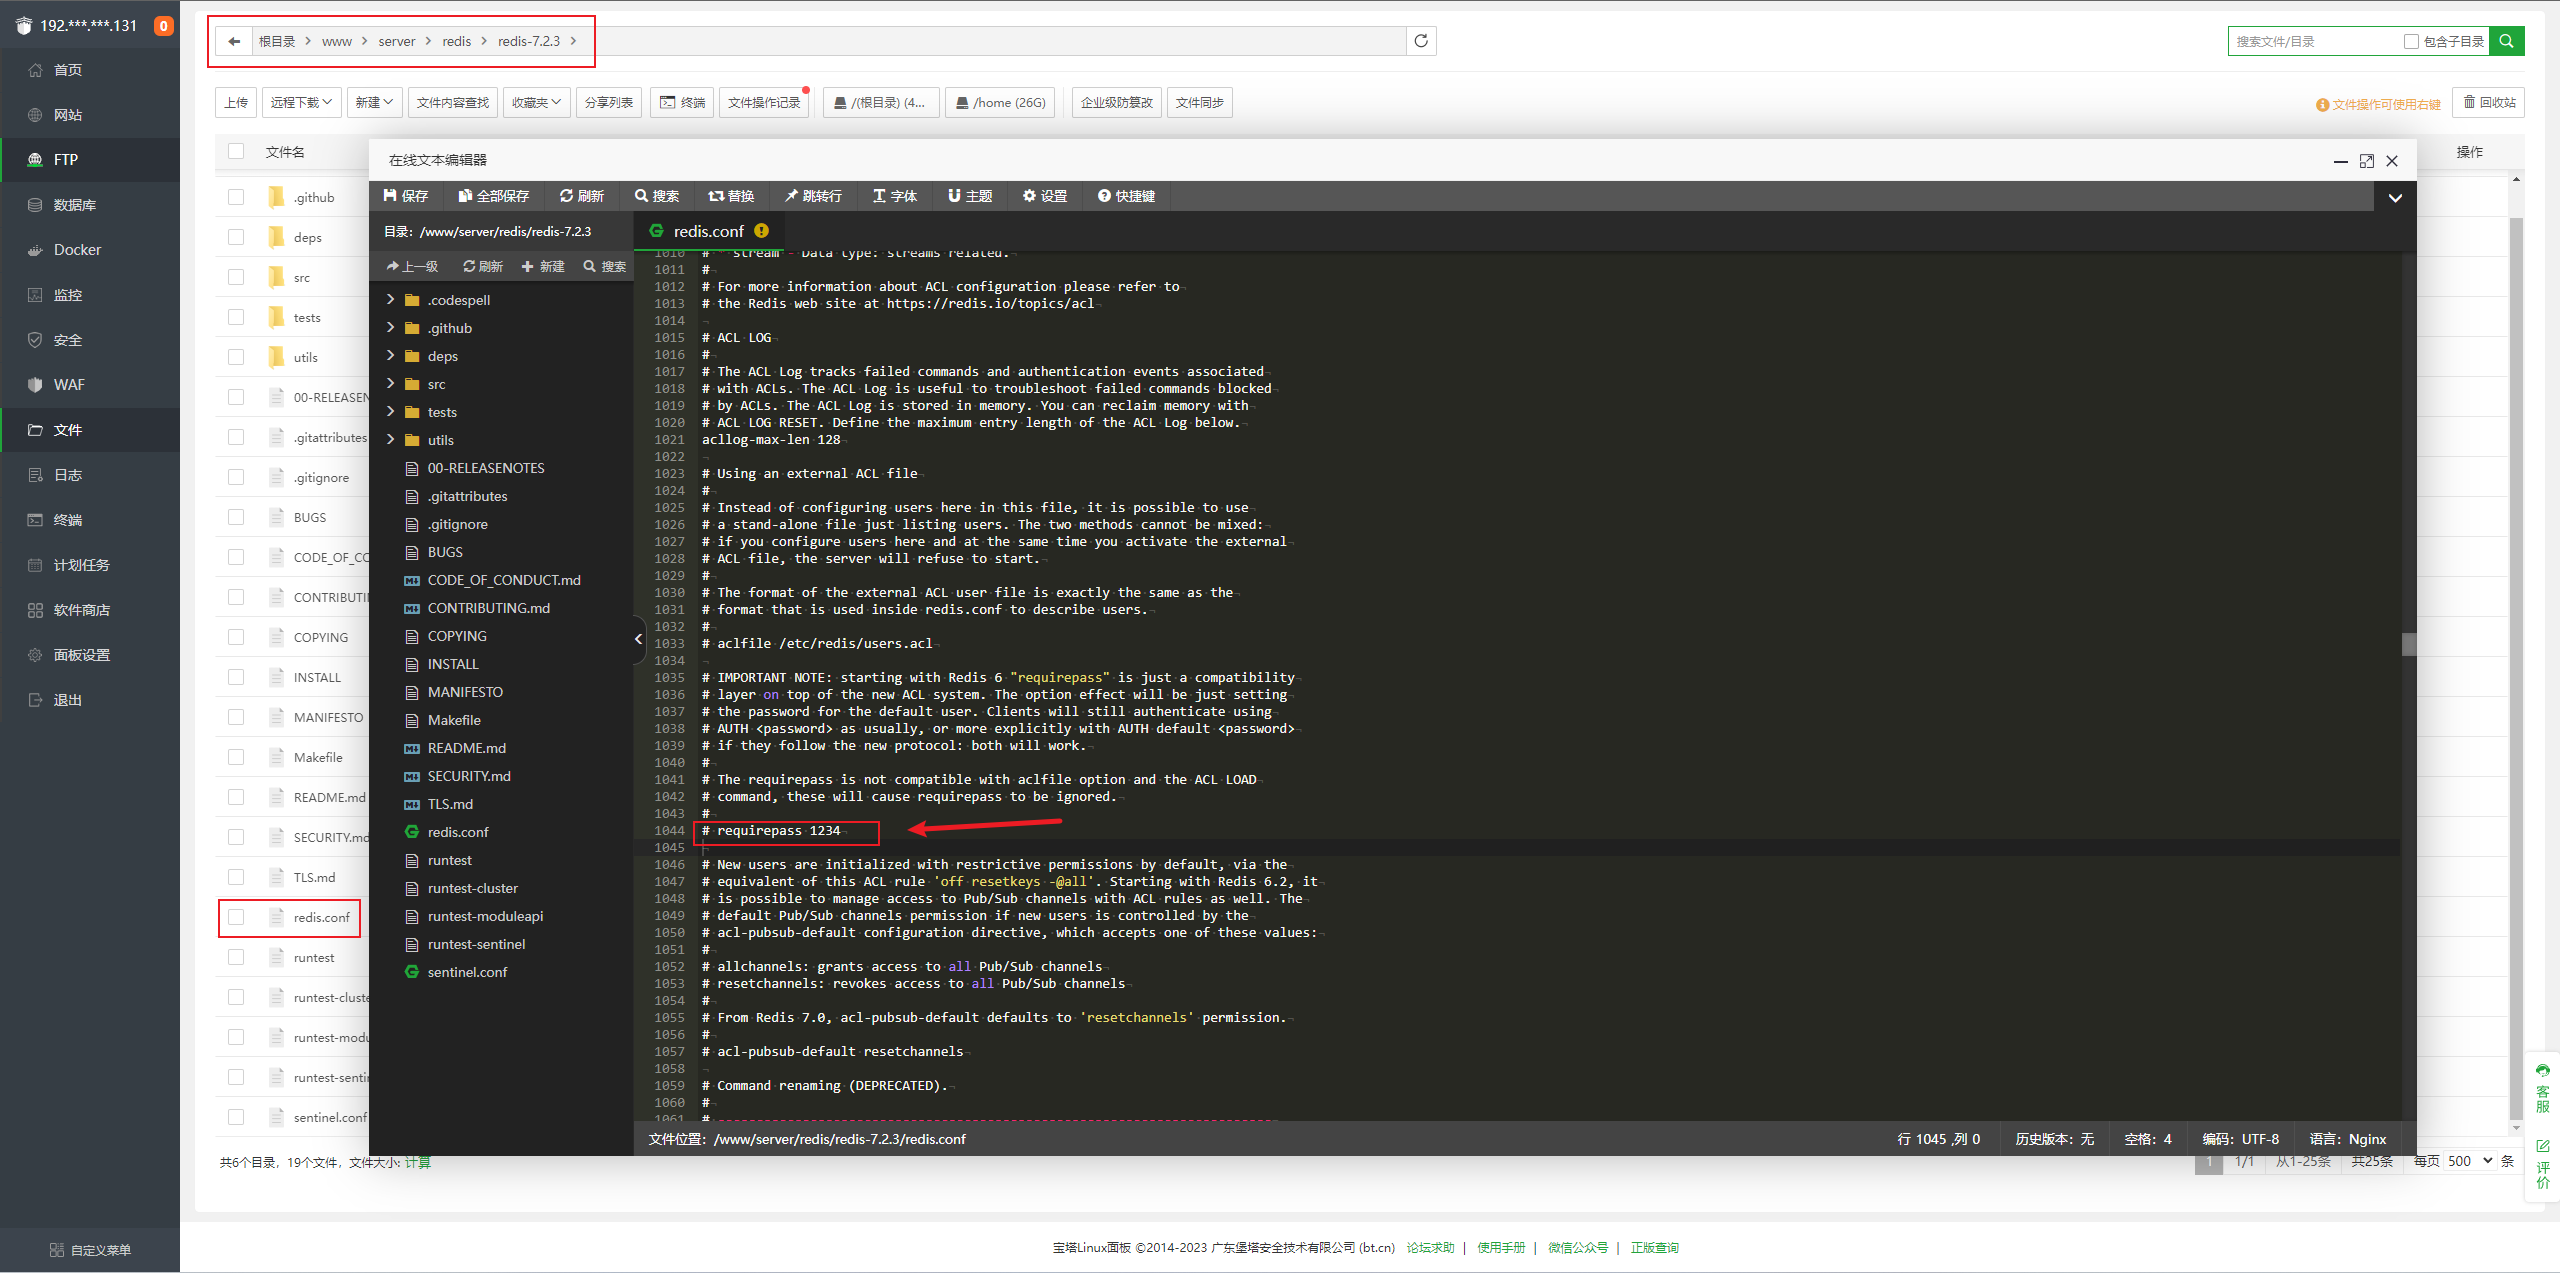 192.***.***.131 0
首页
网站
FTP
数据库
Docker
监控
安全
WAF
文件
日志
终端
计划任务
软件商店
面板设置
退出
自定义菜单
根目录 www server redis redis-7.2.3
搜索文件/目录 包含子目录
上传 远程下载 新建 文件内容查找 收藏夹 分享列表 终端 文件操作记录 /(根目录) (4... /home (26G) 企业级防篡改 文件同步
文件操作可使用右键 回收站
文件名 操作
.github
deps
src
tests
utils
00-RELEASEN
.gitattributes
.gitignore
BUGS
CODE_OF_CO
CONTRIBUTIN
COPYING
INSTALL
MANIFESTO
Makefile
README.md
SECURITY.md
TLS.md
redis.conf
runtest
runtest-cluste
runtest-modu
runtest-sentin
sentinel.conf
在线文本编辑器
保存 全部保存 刷新 搜索 替换 跳转行 字体 主题 设置 快捷键
目录：/www/server/redis/redis-7.2.3
redis.conf
上一级 刷新 新建 搜索
.codespell
.github
deps
src
tests
utils
00-RELEASENOTES
.gitattributes
.gitignore
BUGS
CODE_OF_CONDUCT.md
CONTRIBUTING.md
COPYING
INSTALL
MANIFESTO
Makefile
README.md
SECURITY.md
TLS.md
redis.conf
runtest
runtest-cluster
runtest-moduleapi
runtest-sentinel
sentinel.conf
1010 # stream - Data type: streams related.
1011 #
1012 # For more information about ACL configuration please refer to
1013 # the Redis web site at https://redis.io/topics/acl
1014
1015 # ACL LOG
1016 #
1017 # The ACL Log tracks failed commands and authentication events associated
1018 # with ACLs. The ACL Log is useful to troubleshoot failed commands blocked
1019 # by ACLs. The ACL Log is stored in memory. You can reclaim memory with
1020 # ACL LOG RESET. Define the maximum entry length of the ACL Log below.
1021 acllog-max-len 128
1022
1023 # Using an external ACL file
1024 #
1025 # Instead of configuring users here in this file, it is possible to use
1026 # a stand-alone file just listing users. The two methods cannot be mixed:
1027 # if you configure users here and at the same time you activate the external
1028 # ACL file, the server will refuse to start.
1029 #
1030 # The format of the external ACL user file is exactly the same as the
1031 # format that is used inside redis.conf to describe users.
1032 #
1033 # aclfile /etc/redis/users.acl
1034
1035 # IMPORTANT NOTE: starting with Redis 6 "requirepass" is just a compatibility
1036 # layer on top of the new ACL system. The option effect will be just setting
1037 # the password for the default user. Clients will still authenticate using
1038 # AUTH <password> as usually, or more explicitly with AUTH default <password>
1039 # if they follow the new protocol: both will work.
1040 #
1041 # The requirepass is not compatible with aclfile option and the ACL LOAD
1042 # command, these will cause requirepass to be ignored.
1043 #
1044 # requirepass 1234
1045
1046 # New users are initialized with restrictive permissions by default, via the
1047 # equivalent of this ACL rule 'off resetkeys -@all'. Starting with Redis 6.2, it
1048 # is possible to manage access to Pub/Sub channels with ACL rules as well. The
1049 # default Pub/Sub channels permission if new users is controlled by the
1050 # acl-pubsub-default configuration directive, which accepts one of these values:
1051 #
1052 # allchannels: grants access to all Pub/Sub channels
1053 # resetchannels: revokes access to all Pub/Sub channels
1054 #
1055 # From Redis 7.0, acl-pubsub-default defaults to 'resetchannels' permission.
1056 #
1057 # acl-pubsub-default resetchannels
1058
1059 # Command renaming (DEPRECATED).
1060 #
1061 # ------------------------------------------------------------------------
文件位置：/www/server/redis/redis-7.2.3/redis.conf 行 1045 ,列 0 历史版本：无 空格：4 编码：UTF-8 语言：Nginx
共6个目录，19个文件，文件大小: 计算
1 1/1 从1-25条 共25条 每页 500 条
客服
评价
宝塔Linux面板 ©2014-2023 广东堡塔安全技术有限公司 (bt.cn) 论坛求助 | 使用手册 | 微信公众号 | 正版查询